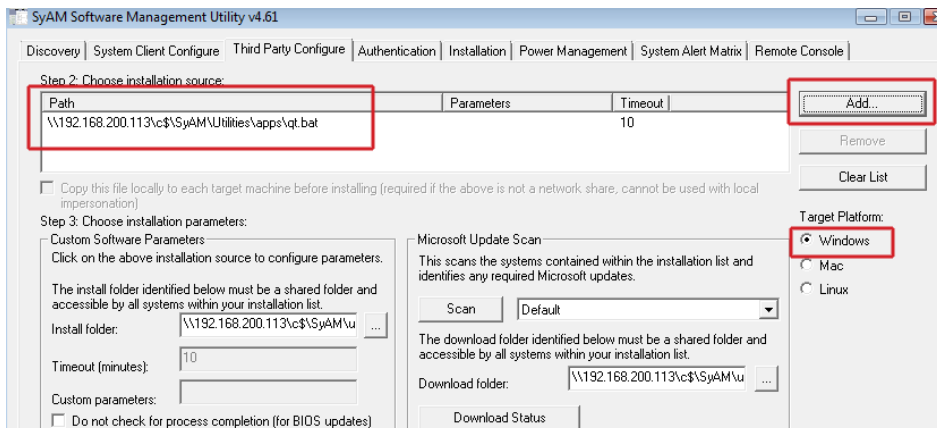 SyAM Software Management Utility v4.61
Discovery System Client Configure Third Party Configure Authentication Installation Power Management System Alert Matrix Remote Console
Step 2: Choose installation source:
Path Parameters Timeout
\\192.168.200.113\c$\SyAM\Utilities\apps\qt.bat 10
Add...
Remove
Clear List
Copy this file locally to each target machine before installing (required if the above is not a network share, cannot be used with local
impersonation)
Step 3: Choose installation parameters:
Custom Software Parameters
Click on the above installation source to configure parameters.
The install folder identified below must be a shared folder and
accessible by all systems within your installation list.
Install folder: \\192.168.200.113\c$\SyAM\u ...
Timeout (minutes): 10
Custom parameters:
Do not check for process completion (for BIOS updates)
Microsoft Update Scan
This scans the systems contained within the installation list and
identifies any required Microsoft updates.
Scan Default
The download folder identified below must be a shared folder and
accessible by all systems within your installation list.
Download folder: \\192.168.200.113\c$\SyAM\u ...
Download Status
Target Platform:
Windows
Mac
Linux